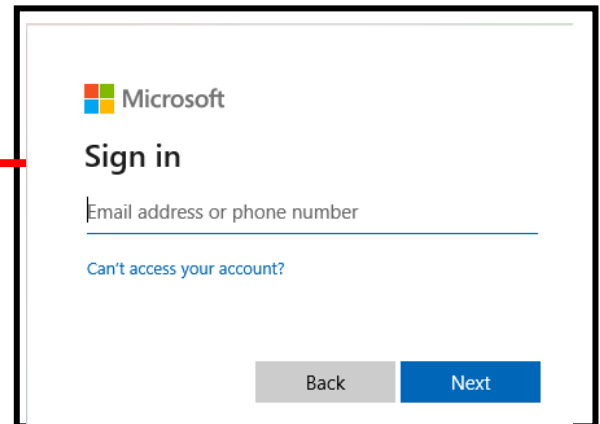 Microsoft
Sign in
Email address or phone number
Can't access your account?
Back Next